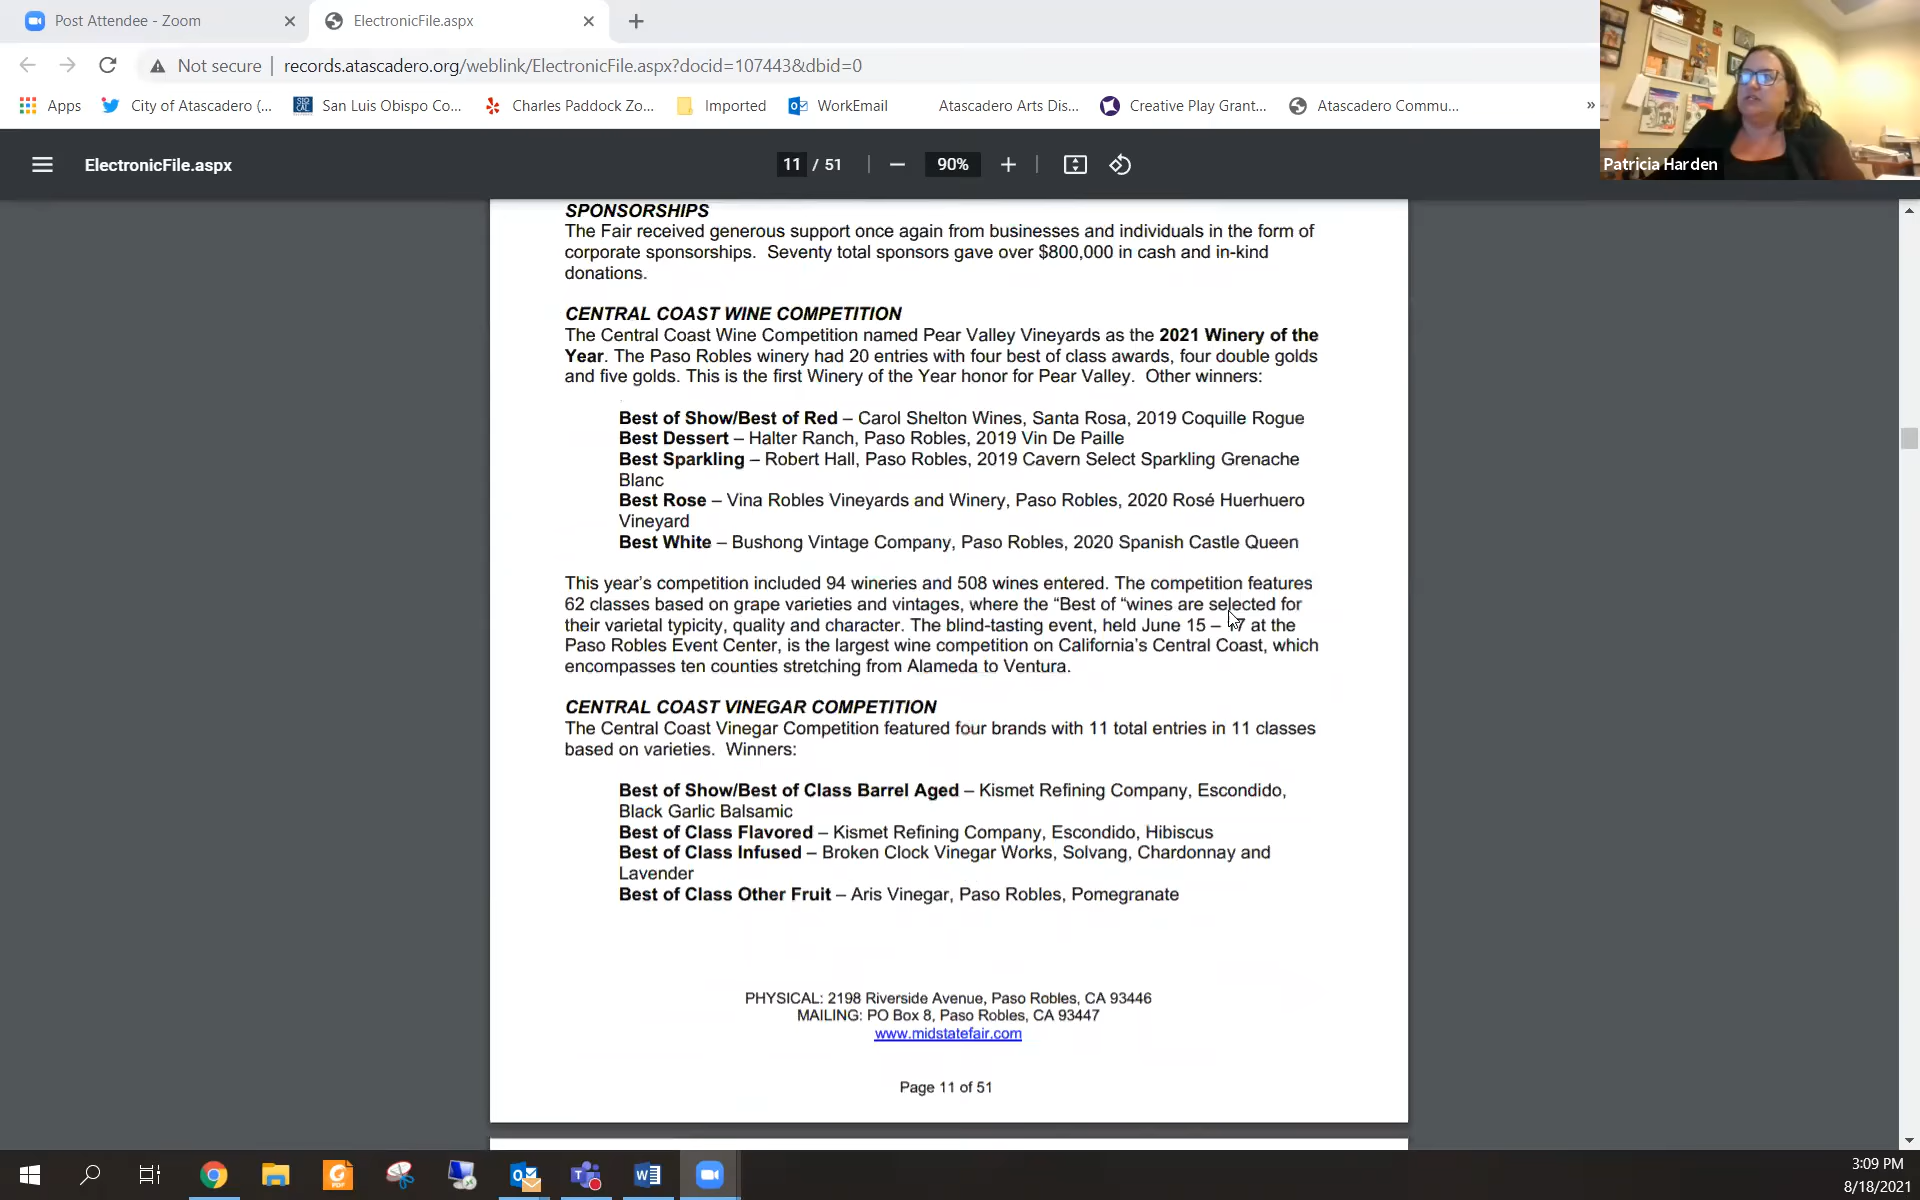 Post Attendee - Zoom
ElectronicFile.aspx
Not secure
records.atascadero.org/weblink/ElectronicFile.aspx?docid=107443&dbid=0
Apps
City of Atascadero (...
San Luis Obispo Co...
Charles Paddock Zo...
Imported
WorkEmail
Atascadero Arts Dis...
Creative Play Grant...
Atascadero Commu...
»
Patricia Harden
ElectronicFile.aspx
11 / 51
90%
SPONSORSHIPS
The Fair received generous support once again from businesses and individuals in the form of
corporate sponsorships.  Seventy total sponsors gave over $800,000 in cash and in-kind
donations.
CENTRAL COAST WINE COMPETITION
The Central Coast Wine Competition named Pear Valley Vineyards as the 2021 Winery of the
Year. The Paso Robles winery had 20 entries with four best of class awards, four double golds
and five golds. This is the first Winery of the Year honor for Pear Valley.  Other winners:
Best of Show/Best of Red – Carol Shelton Wines, Santa Rosa, 2019 Coquille Rogue
Best Dessert – Halter Ranch, Paso Robles, 2019 Vin De Paille
Best Sparkling – Robert Hall, Paso Robles, 2019 Cavern Select Sparkling Grenache
Blanc
Best Rose – Vina Robles Vineyards and Winery, Paso Robles, 2020 Rosé Huerhuero
Vineyard
Best White – Bushong Vintage Company, Paso Robles, 2020 Spanish Castle Queen
This year's competition included 94 wineries and 508 wines entered. The competition features
62 classes based on grape varieties and vintages, where the "Best of "wines are selected for
their varietal typicity, quality and character. The blind-tasting event, held June 15 – 17 at the
Paso Robles Event Center, is the largest wine competition on California's Central Coast, which
encompasses ten counties stretching from Alameda to Ventura.
CENTRAL COAST VINEGAR COMPETITION
The Central Coast Vinegar Competition featured four brands with 11 total entries in 11 classes
based on varieties.  Winners:
Best of Show/Best of Class Barrel Aged – Kismet Refining Company, Escondido,
Black Garlic Balsamic
Best of Class Flavored – Kismet Refining Company, Escondido, Hibiscus
Best of Class Infused – Broken Clock Vinegar Works, Solvang, Chardonnay and
Lavender
Best of Class Other Fruit – Aris Vinegar, Paso Robles, Pomegranate
PHYSICAL: 2198 Riverside Avenue, Paso Robles, CA 93446
MAILING: PO Box 8, Paso Robles, CA 93447
www.midstatefair.com
Page 11 of 51
3:09 PM
8/18/2021